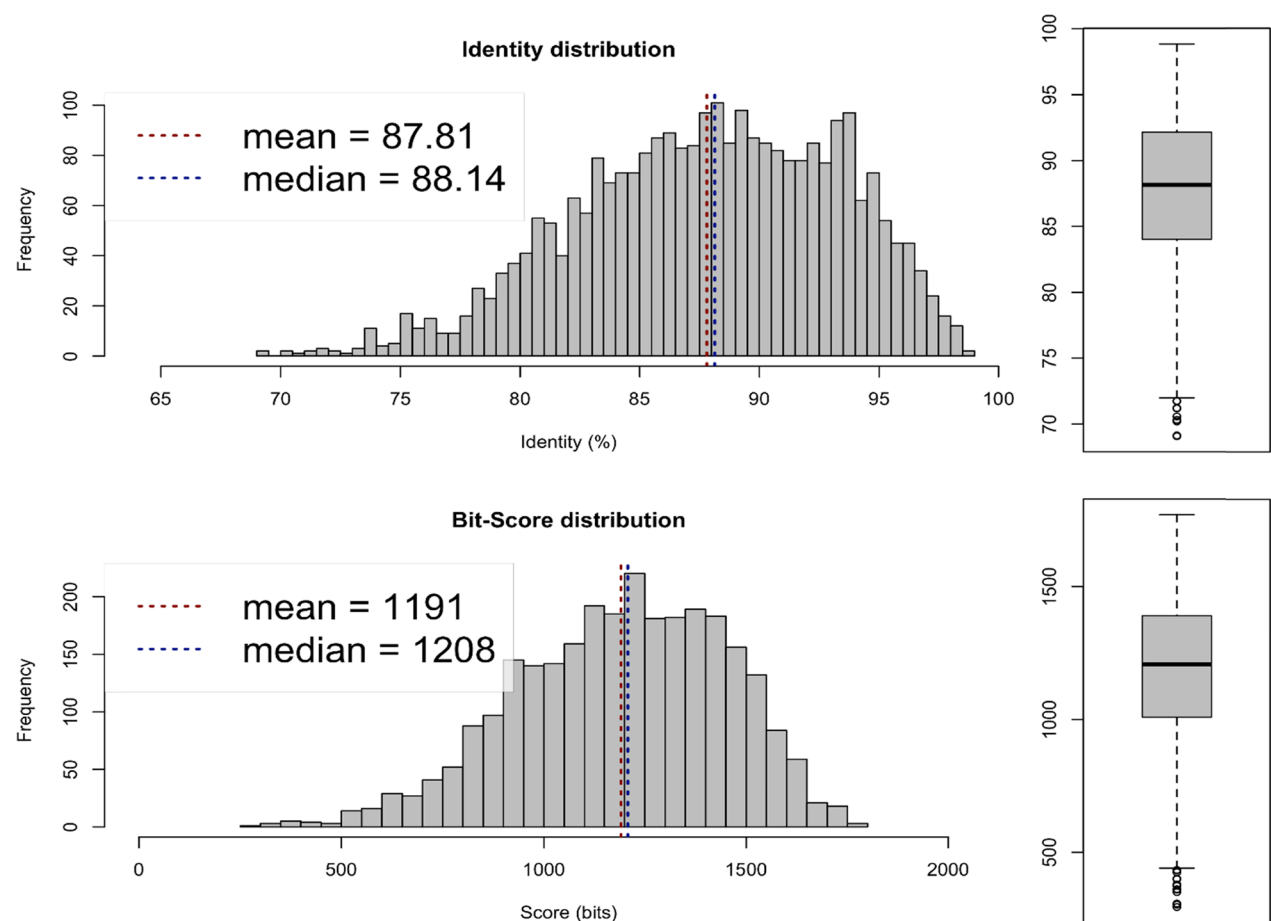 Identity distribution
mean = 87.81
median = 88.14
Frequency
0 20 40 60 80 100
65 70 75 80 85 90 95 100
Identity (%)
70 75 80 85 90 95 100
Bit-Score distribution
mean = 1191
median = 1208
Frequency
0 50 100 150 200
0 500 1000 1500 2000
Score (bits)
500 1000 1500